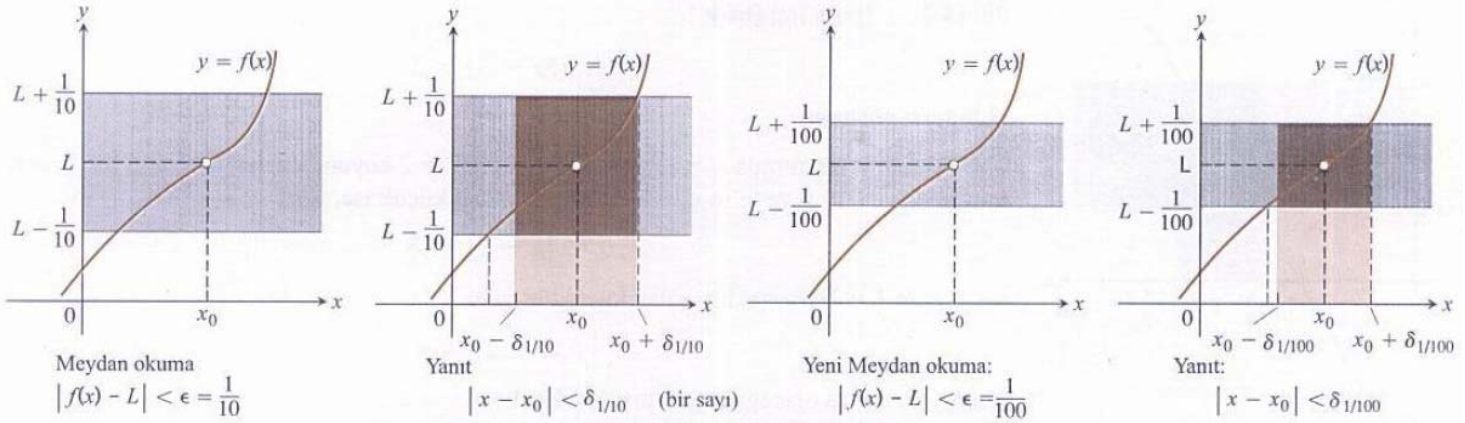 y
y = f(x)
L + 1/10
L
L − 1/10
0
x₀
x
Meydan okuma
|f(x) - L| < ϵ = 1/10
y
y = f(x)
L + 1/10
L
L − 1/10
0
x₀
x
x₀ − δ₁/₁₀
x₀ + δ₁/₁₀
Yanıt
|x − x₀| < δ₁/₁₀ (bir sayı)
y
y = f(x)
L + 1/100
L
L − 1/100
0
x₀
x
Yeni Meydan okuma:
|f(x) - L| < ϵ = 1/100
y
y = f(x)
L + 1/100
L
L − 1/100
0
x₀
x
x₀ − δ₁/₁₀₀
x₀ + δ₁/₁₀₀
Yanıt:
|x − x₀| < δ₁/₁₀₀